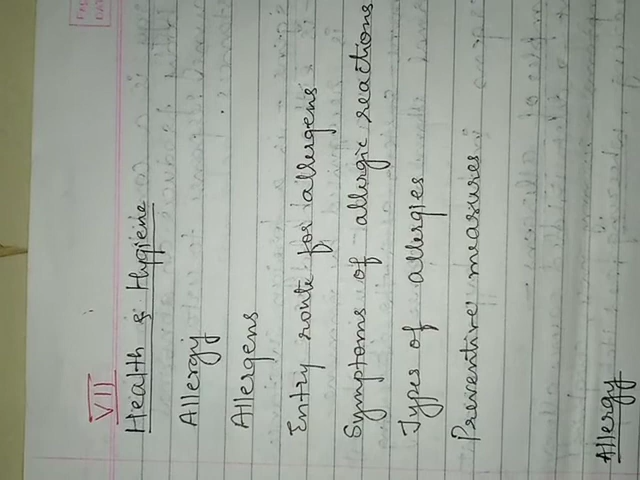 VII
Health & Hygiene
Allergy
Allergens
Entry route for allergens
Symptoms of allergic reactions
Types of allergies
Preventive measures
Allergy